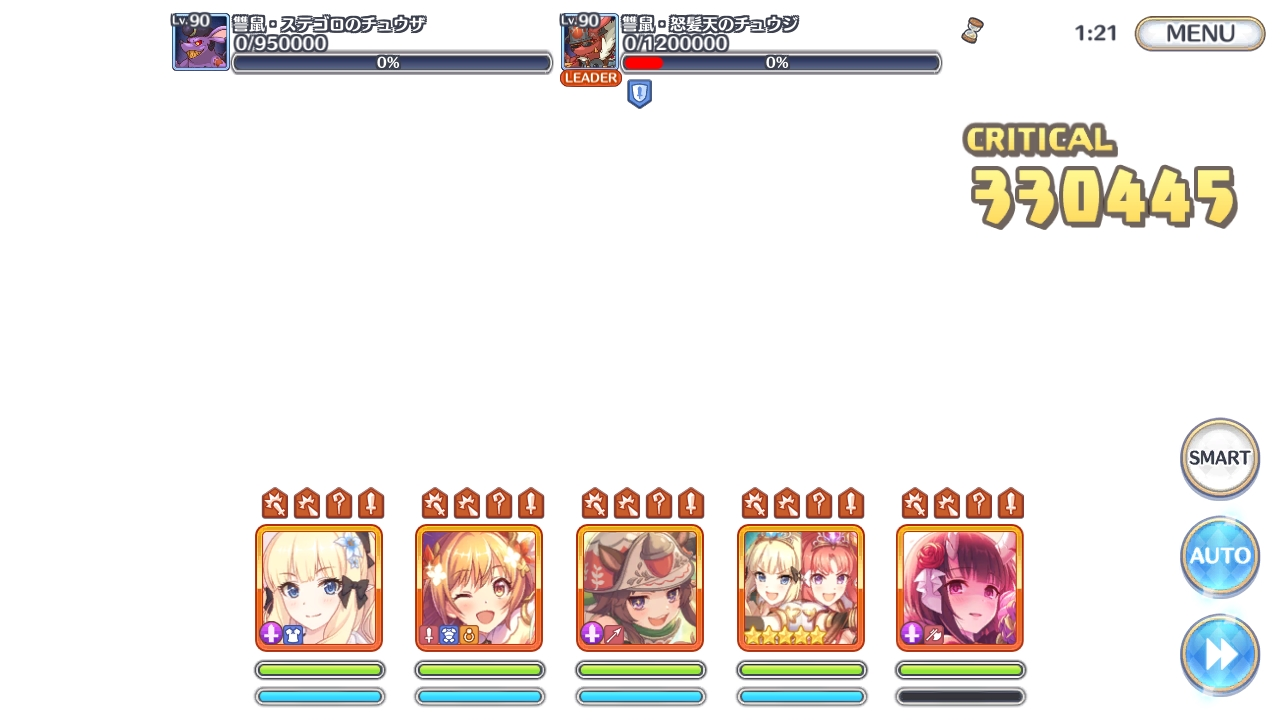 Lv.90 讐鼠・ステゴロのチュウザ
0/950000
0%
Lv.90 讐鼠・怒髪天のチュウジ
0/1200000
0%
LEADER
1:21
MENU
CRITICAL
330445
SMART
AUTO